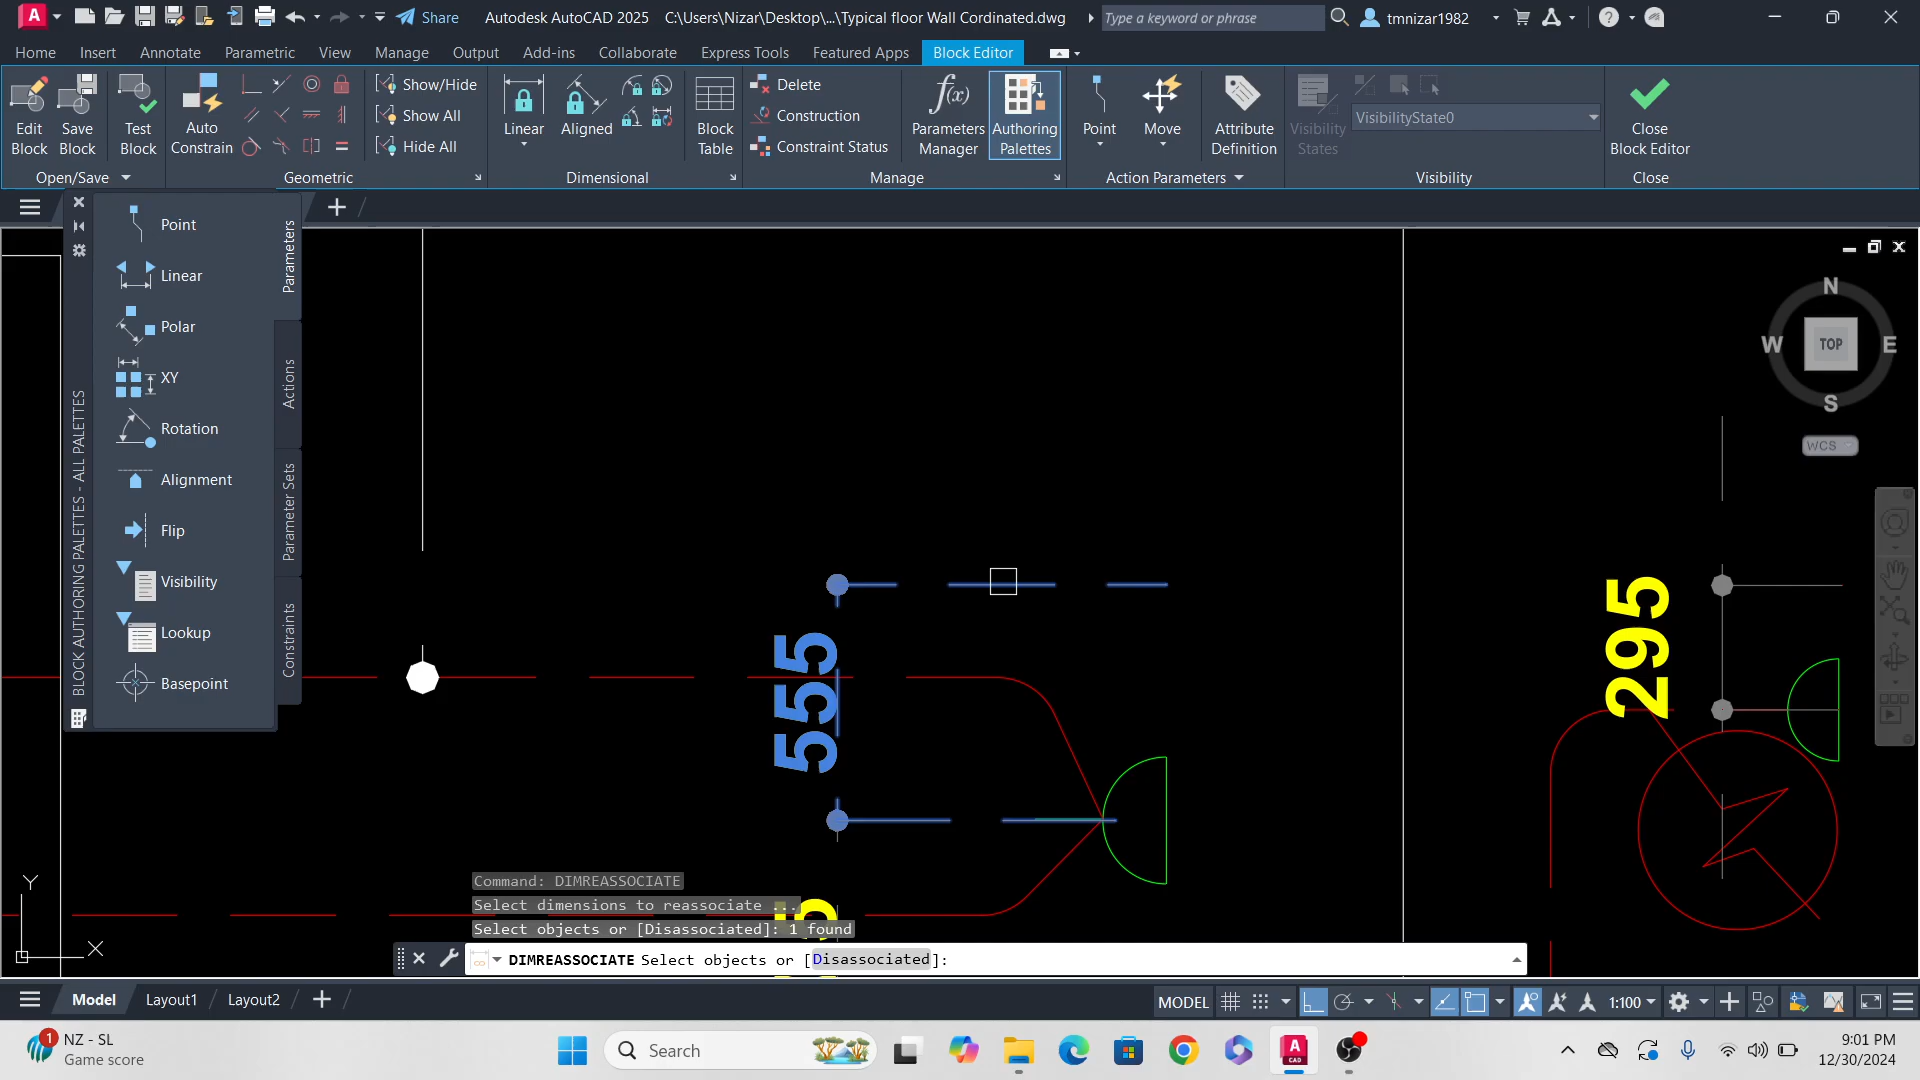 A CAD
Share
Autodesk AutoCAD 2025
C:\Users\Nizar\Desktop\...\Typical floor Wall Cordinated.dwg
Type a keyword or phrase
tmnizar1982
Home
Insert
Annotate
Parametric
View
Manage
Output
Add-ins
Collaborate
Express Tools
Featured Apps
Block Editor
Edit Block
Save Block
Test Block
Open/Save
Auto Constrain
Show/Hide
Show All
Hide All
Geometric
Linear
Aligned
Block Table
Dimensional
Delete
Construction
Constraint Status
Parameters Manager
Authoring Palettes
Manage
Point
Move
Attribute Definition
Action Parameters
Visibility States
VisibilityState0
Visibility
Close Block Editor
Close
BLOCK AUTHORING PALETTES - ALL PALETTES
Point
Linear
Polar
XY
Rotation
Alignment
Flip
Visibility
Lookup
Basepoint
Parameters
Actions
Parameter Sets
Constraints
N
W
TOP
E
S
WCS
555
295
Y
X
Command: DIMREASSOCIATE
Select dimensions to reassociate ...
Select objects or [Disassociated]: 1 found
DIMREASSOCIATE Select objects or [Disassociated]:
Model
Layout1
Layout2
MODEL
1:100
1
NZ - SL
Game score
Search
A CAD
9:01 PM
12/30/2024